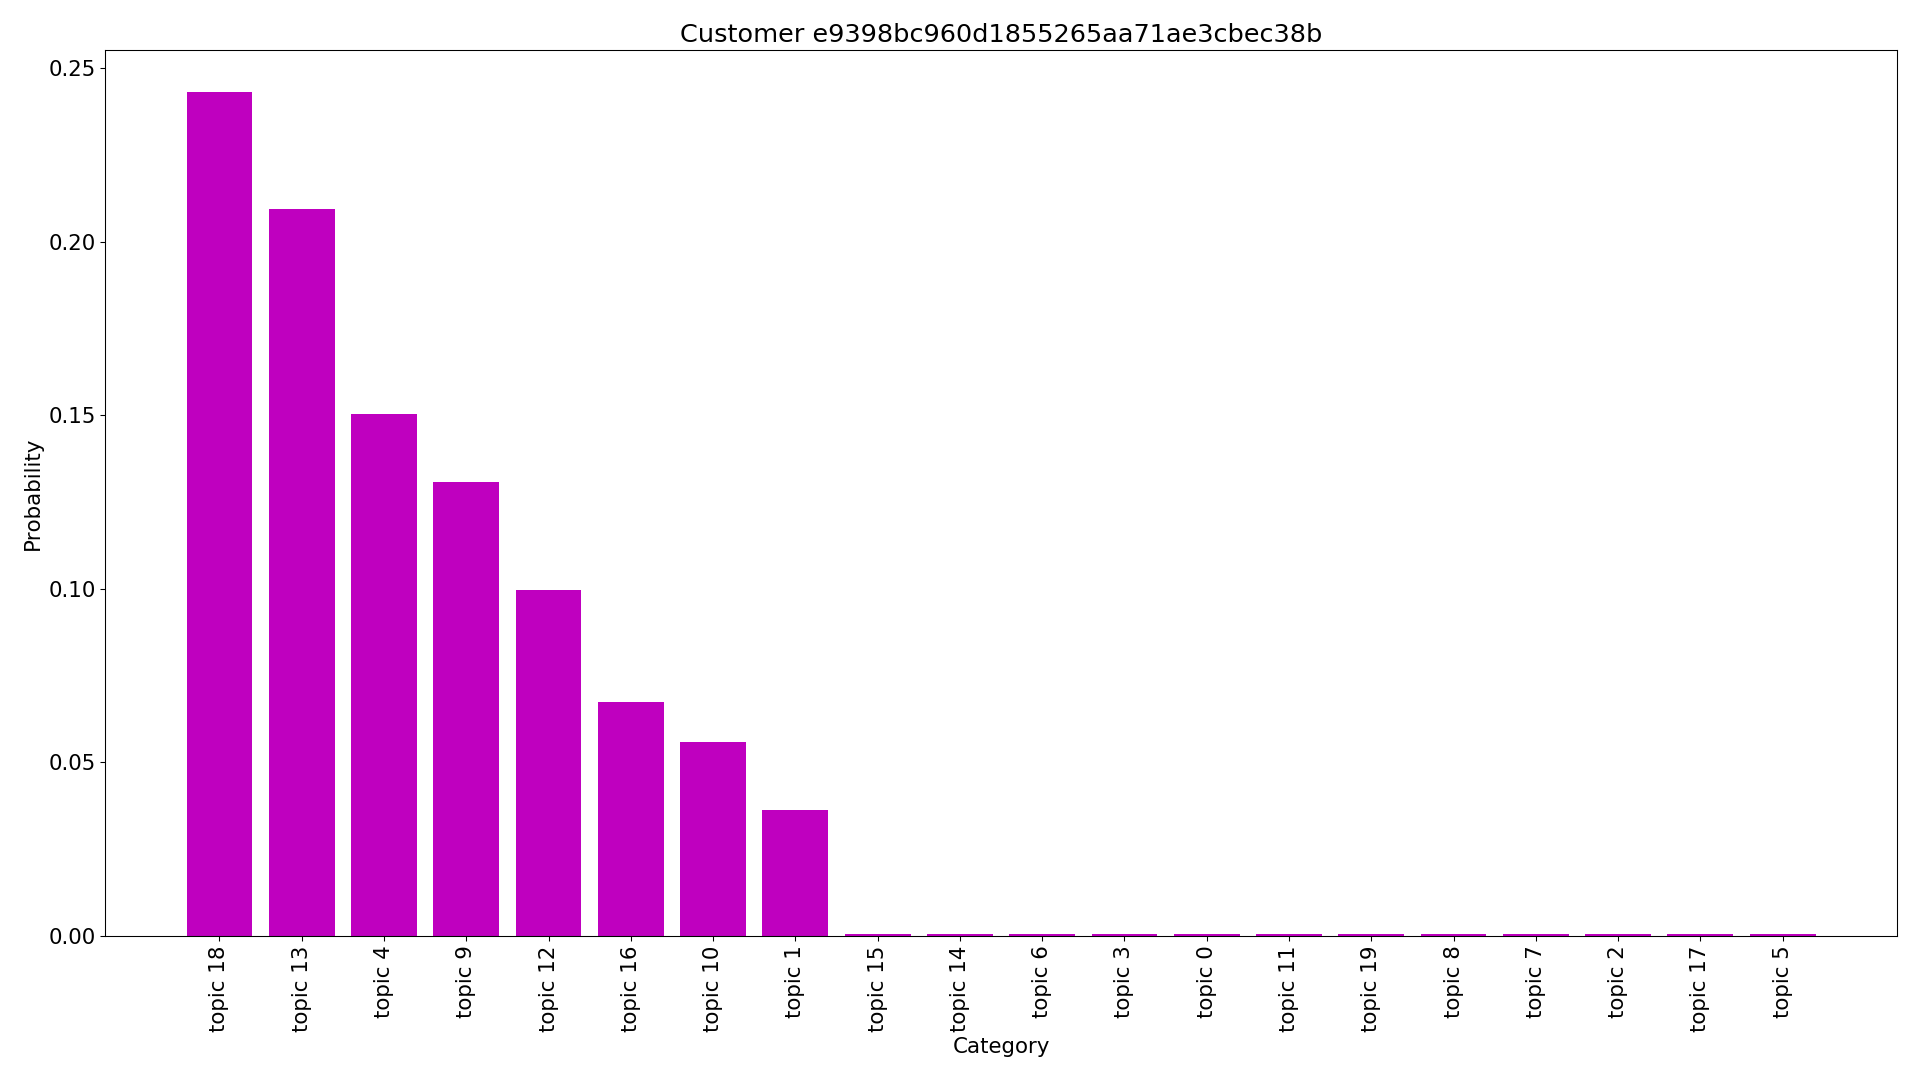 Customer e9398bc960d1855265aa71ae3cbec38b
0.25
0.20
0.15
0.10
0.05
0.00
Probability
topic 18
topic 13
topic 4
topic 9
topic 12
topic 16
topic 10
topic 1
topic 15
topic 14
topic 6
topic 3
topic 0
topic 11
topic 19
topic 8
topic 7
topic 2
topic 17
topic 5
Category